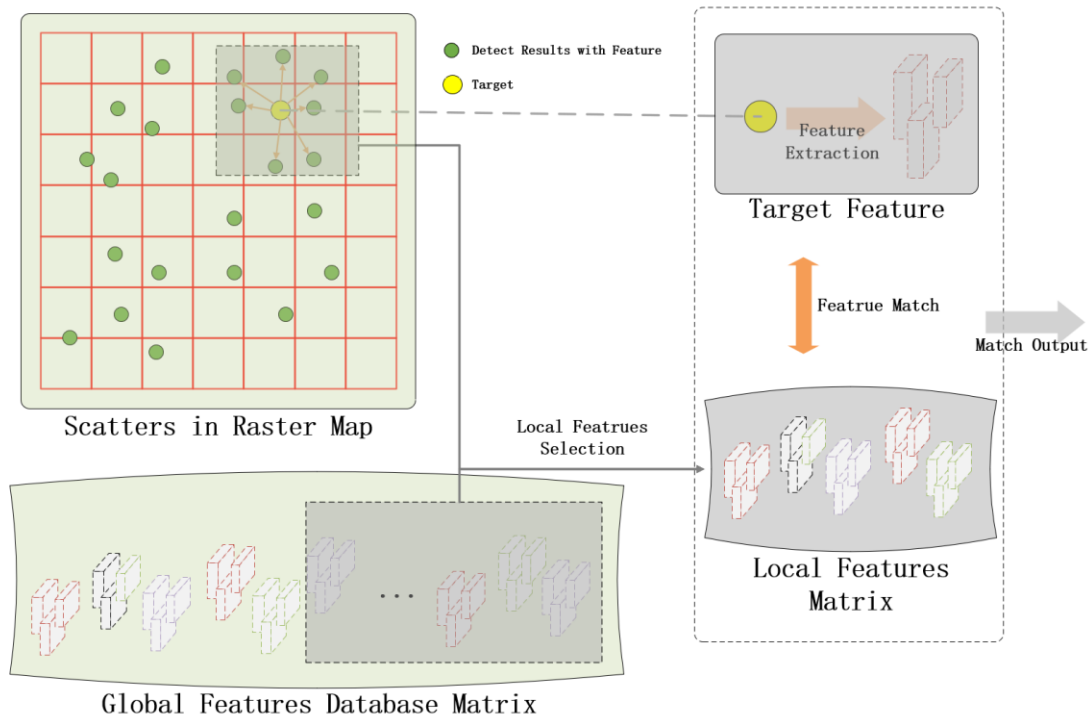 Detect Results with Feature
Target
Feature
Extraction
Target Feature
Featrue Match
Match Output
Scatters in Raster Map
Local Featrues
Selection
Local Features
Matrix
...
Global Features Database Matrix